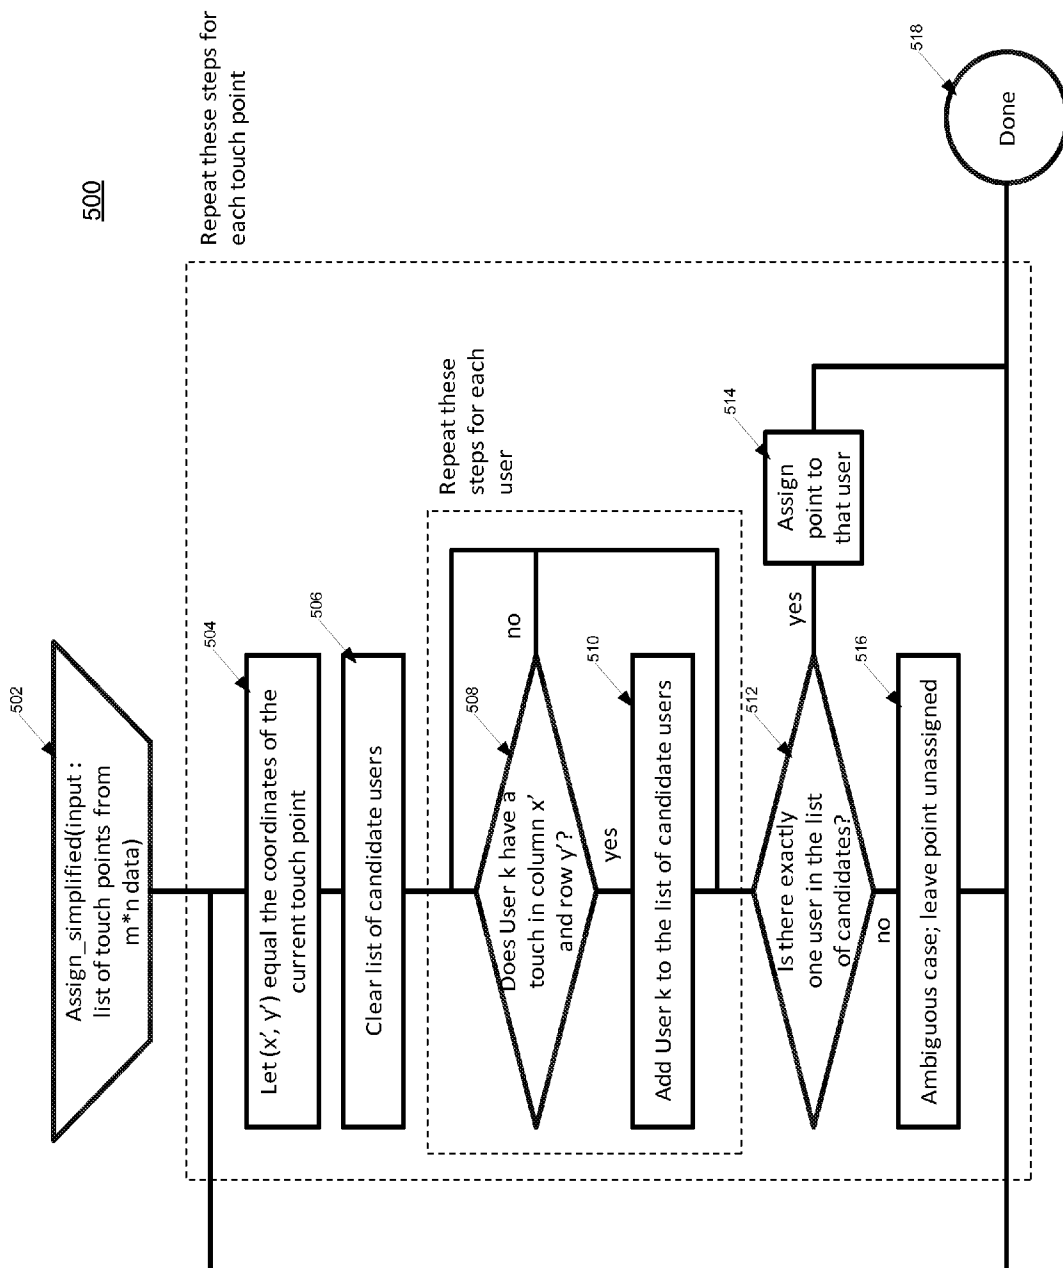 500
502
Assign_simplified(input :
list of touch points from
m*n data)
Repeat these steps for
each touch point
504
Let (x’, y’) equal the coordinates of the
current touch point
506
Clear list of candidate users
Repeat these
steps for each
user
508
Does User k have a
touch in column x’
and row y’?
no
yes
510
Add User k to the list of candidate users
512
Is there exactly
one user in the list
of candidates?
yes
no
514
Assign
point to
that user
516
Ambiguous case; leave point unassigned
518
Done